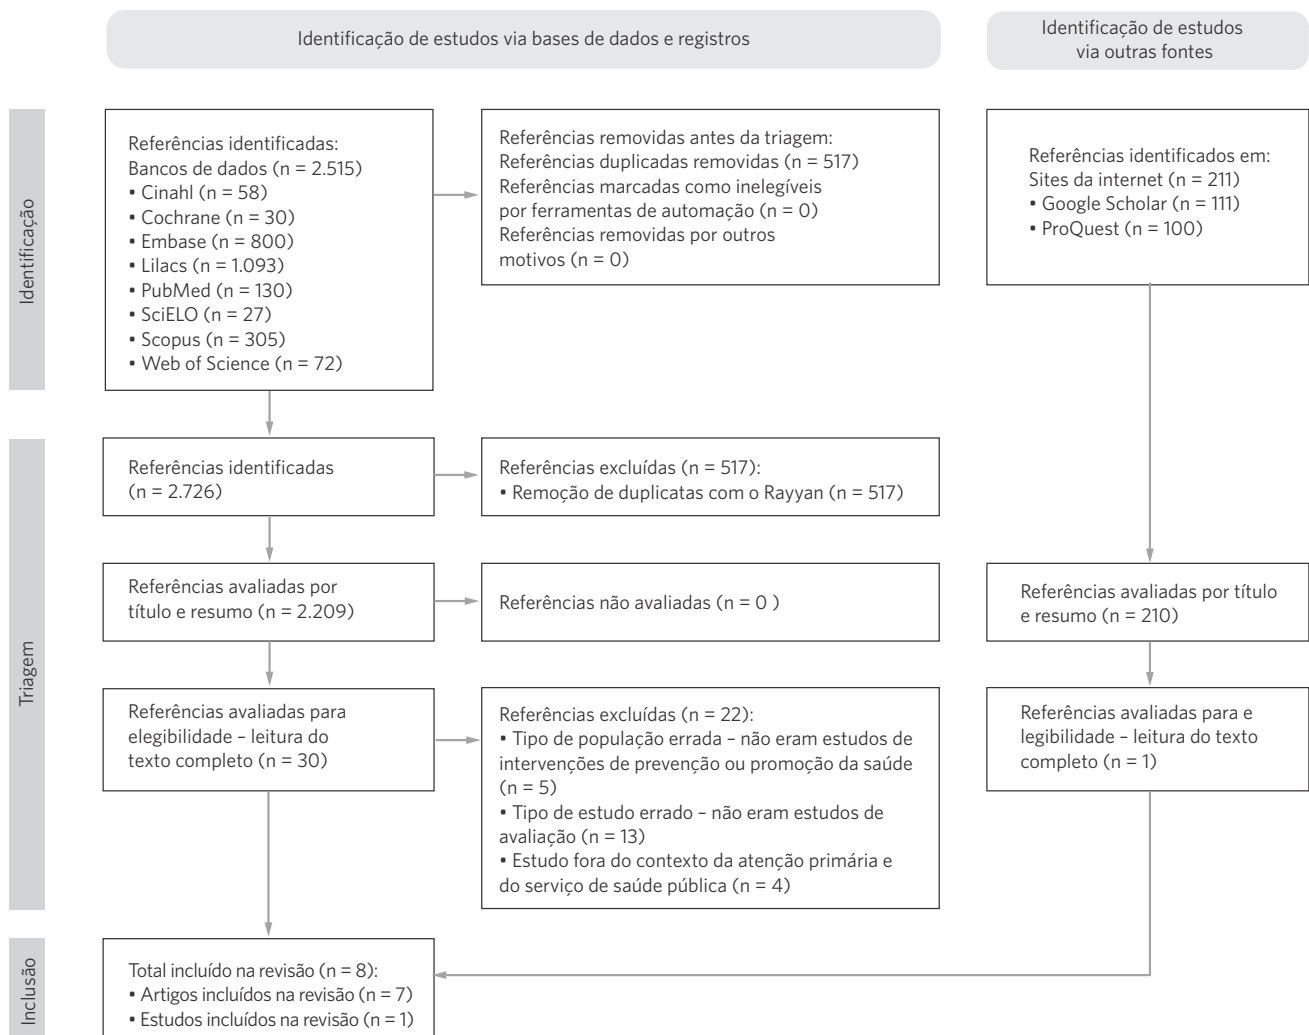 Identificação de estudos via bases de dados e registros
Identificação de estudos
via outras fontes
Identificação
Referências identificadas:
Bancos de dados (n = 2.515)
• Cinahl (n = 58)
• Cochrane (n = 30)
• Embase (n = 800)
• Lilacs (n = 1.093)
• PubMed (n = 130)
• SciELO (n = 27)
• Scopus (n = 305)
• Web of Science (n = 72)
Referências removidas antes da triagem:
Referências duplicadas removidas (n = 517)
Referências marcadas como inelegíveis
por ferramentas de automação (n = 0)
Referências removidas por outros
motivos (n = 0)
Referências identificados em:
Sites da internet (n = 211)
• Google Scholar (n = 111)
• ProQuest (n = 100)
Triagem
Referências identificadas
(n = 2.726)
Referências excluídas (n = 517):
• Remoção de duplicatas com o Rayyan (n = 517)
Referências avaliadas por
título e resumo (n = 2.209)
Referências não avaliadas (n = 0 )
Referências avaliadas por título
e resumo (n = 210)
Referências avaliadas para
elegibilidade – leitura do
texto completo (n = 30)
Referências excluídas (n = 22):
• Tipo de população errada – não eram estudos de
intervenções de prevenção ou promoção da saúde
(n = 5)
• Tipo de estudo errado – não eram estudos de
avaliação (n = 13)
• Estudo fora do contexto da atenção primária e
do serviço de saúde pública (n = 4)
Referências avaliadas para e
legibilidade – leitura do texto
completo (n = 1)
Inclusão
Total incluído na revisão (n = 8):
• Artigos incluídos na revisão (n = 7)
• Estudos incluídos na revisão (n = 1)